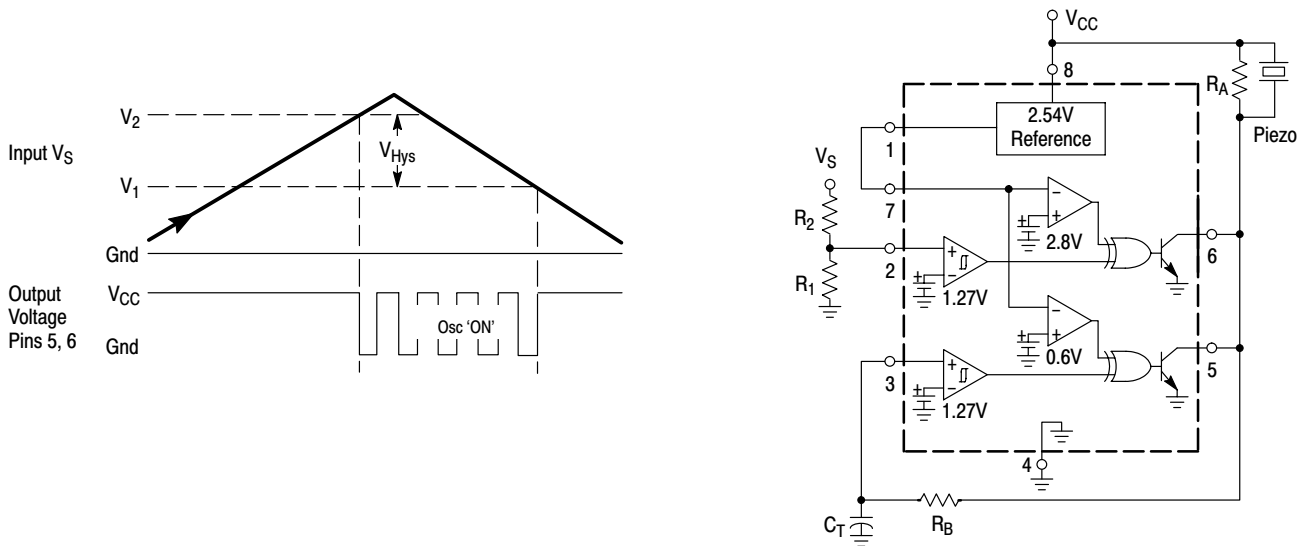 V2
Input VS
VHys
V1
Gnd
Output
Voltage
Pins 5, 6
VCC
Osc 'ON'
Gnd
VCC
8
RA
2.54V
Reference
Piezo
1
VS
7
R2
2.8V
6
2
R1
1.27V
0.6V
5
3
1.27V
4
CT
RB